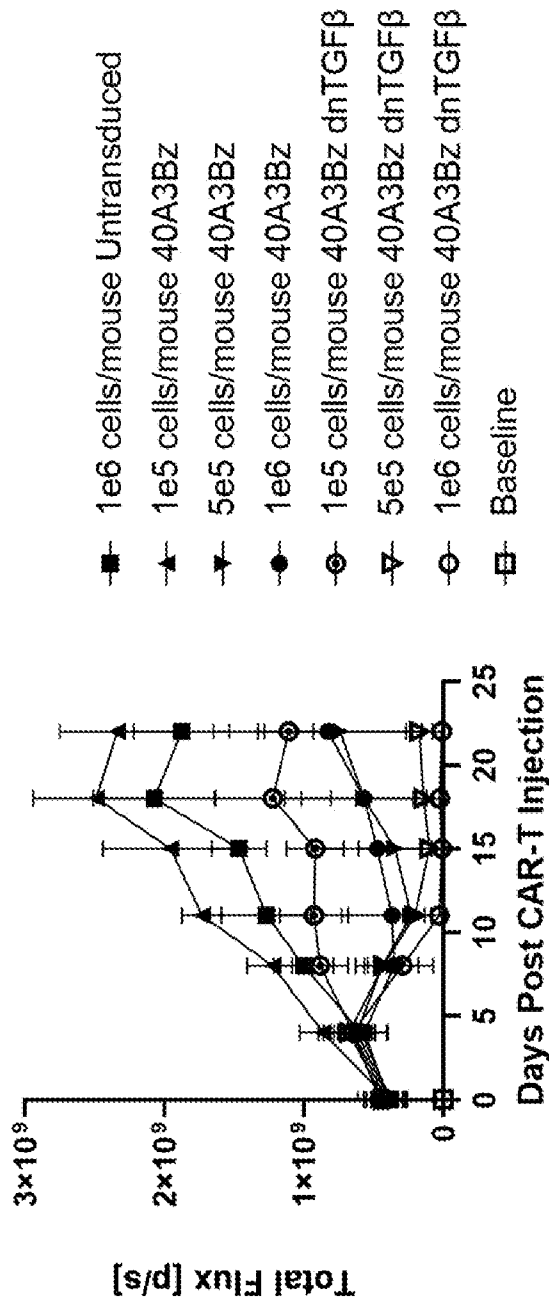 Total Flux [p/s]
3×10⁹
2×10⁹
1×10⁹
0
0 5 10 15 20 25
Days Post CAR-T Injection
1e6 cells/mouse Untransduced
1e5 cells/mouse 40A3Bz
5e5 cells/mouse 40A3Bz
1e6 cells/mouse 40A3Bz
1e5 cells/mouse 40A3Bz dnTGFβ
5e5 cells/mouse 40A3Bz dnTGFβ
1e6 cells/mouse 40A3Bz dnTGFβ
Baseline